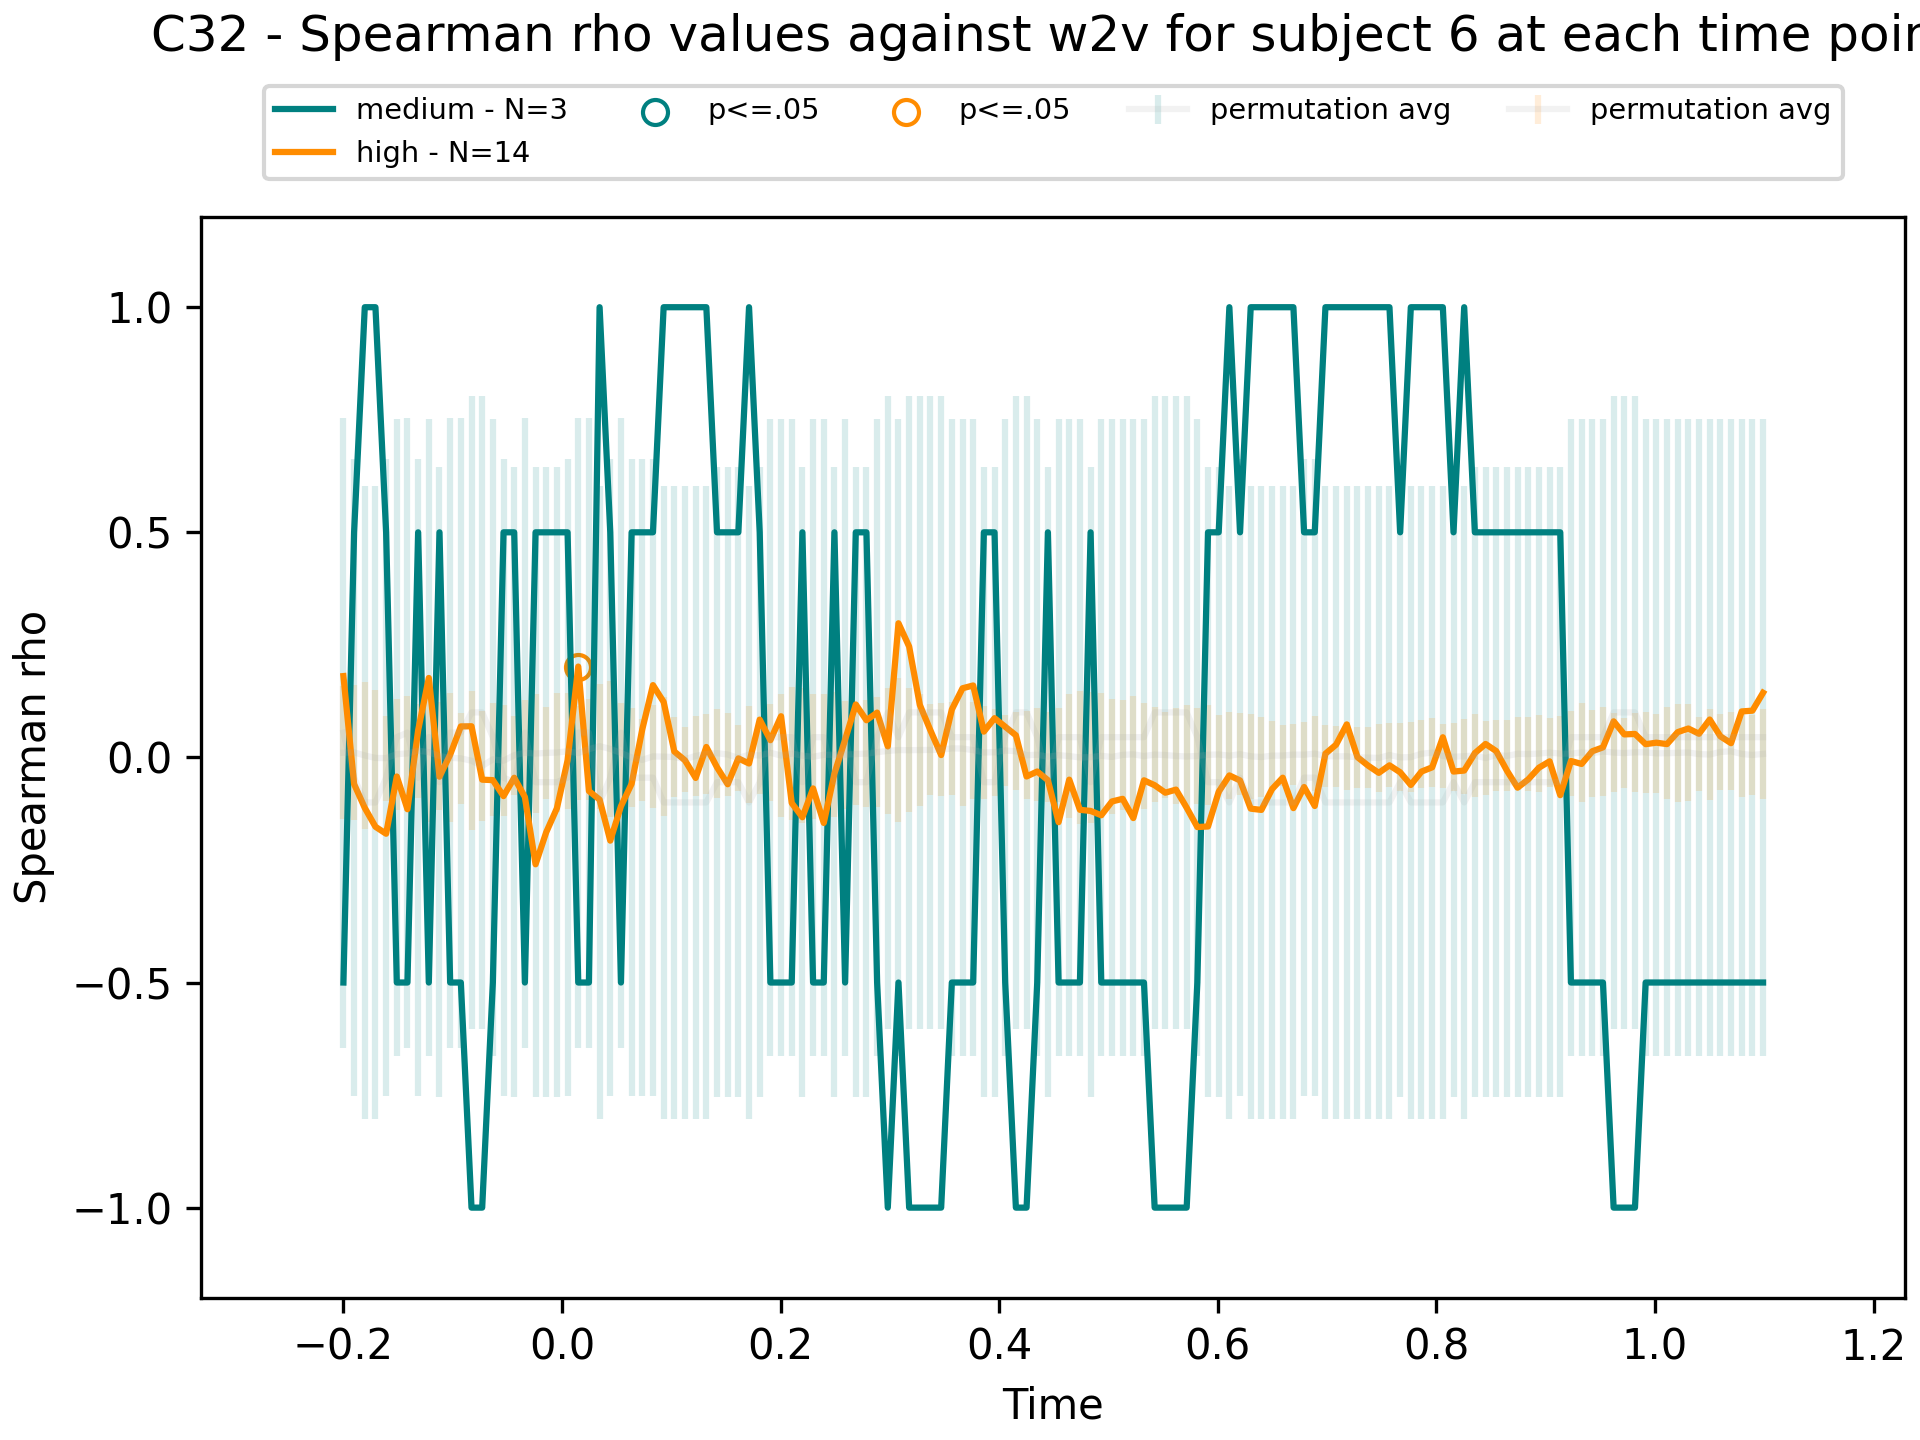 C32 - Spearman rho values against w2v for subject 6 at each time poin
medium - N=3
high - N=14
p<=.05
p<=.05
permutation avg
permutation avg
1.0
0.5
0.0
−0.5
−1.0
Spearman rho
−0.2 0.0 0.2 0.4 0.6 0.8 1.0 1.2
Time